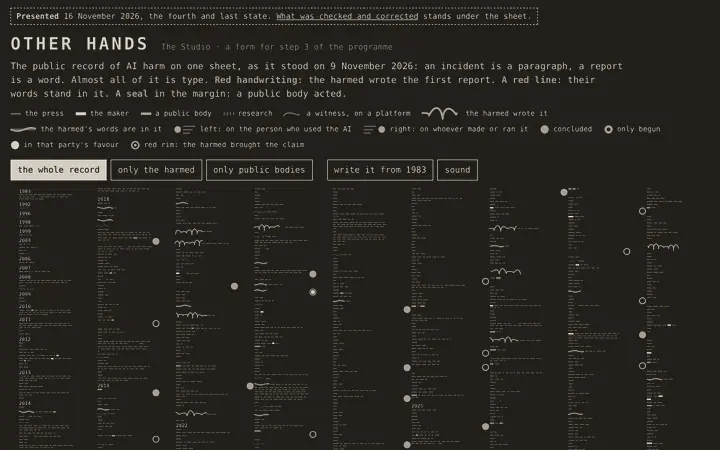 Presented 16 November 2026, the fourth and last state. What was checked and corrected stands under the sheet.
OTHER HANDS The Studio · a form for step 3 of the programme
The public record of AI harm on one sheet, as it stood on 9 November 2026: an incident is a paragraph, a report
is a word. Almost all of it is type. Red handwriting: the harmed wrote the first report. A red line: their
words stand in it. A seal in the margin: a public body acted.
the press the maker a public body research a witness, on a platform the harmed wrote it
the harmed's words are in it left: on the person who used the AI right: on whoever made or ran it concluded only begun
in that party's favour red rim: the harmed brought the claim
the whole record only the harmed only public bodies write it from 1983 sound
1983
1992
1996
1998
1999
2003
2006
2007
2008
2009
2010
2011
2012
2013
2014
2018
2019
2022
2025